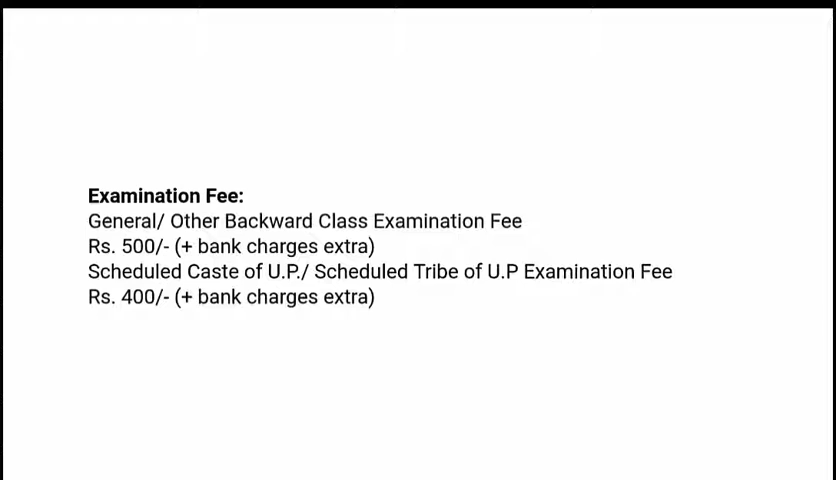 Examination Fee:
General/ Other Backward Class Examination Fee
Rs. 500/- (+ bank charges extra)
Scheduled Caste of U.P./ Scheduled Tribe of U.P Examination Fee
Rs. 400/- (+ bank charges extra)